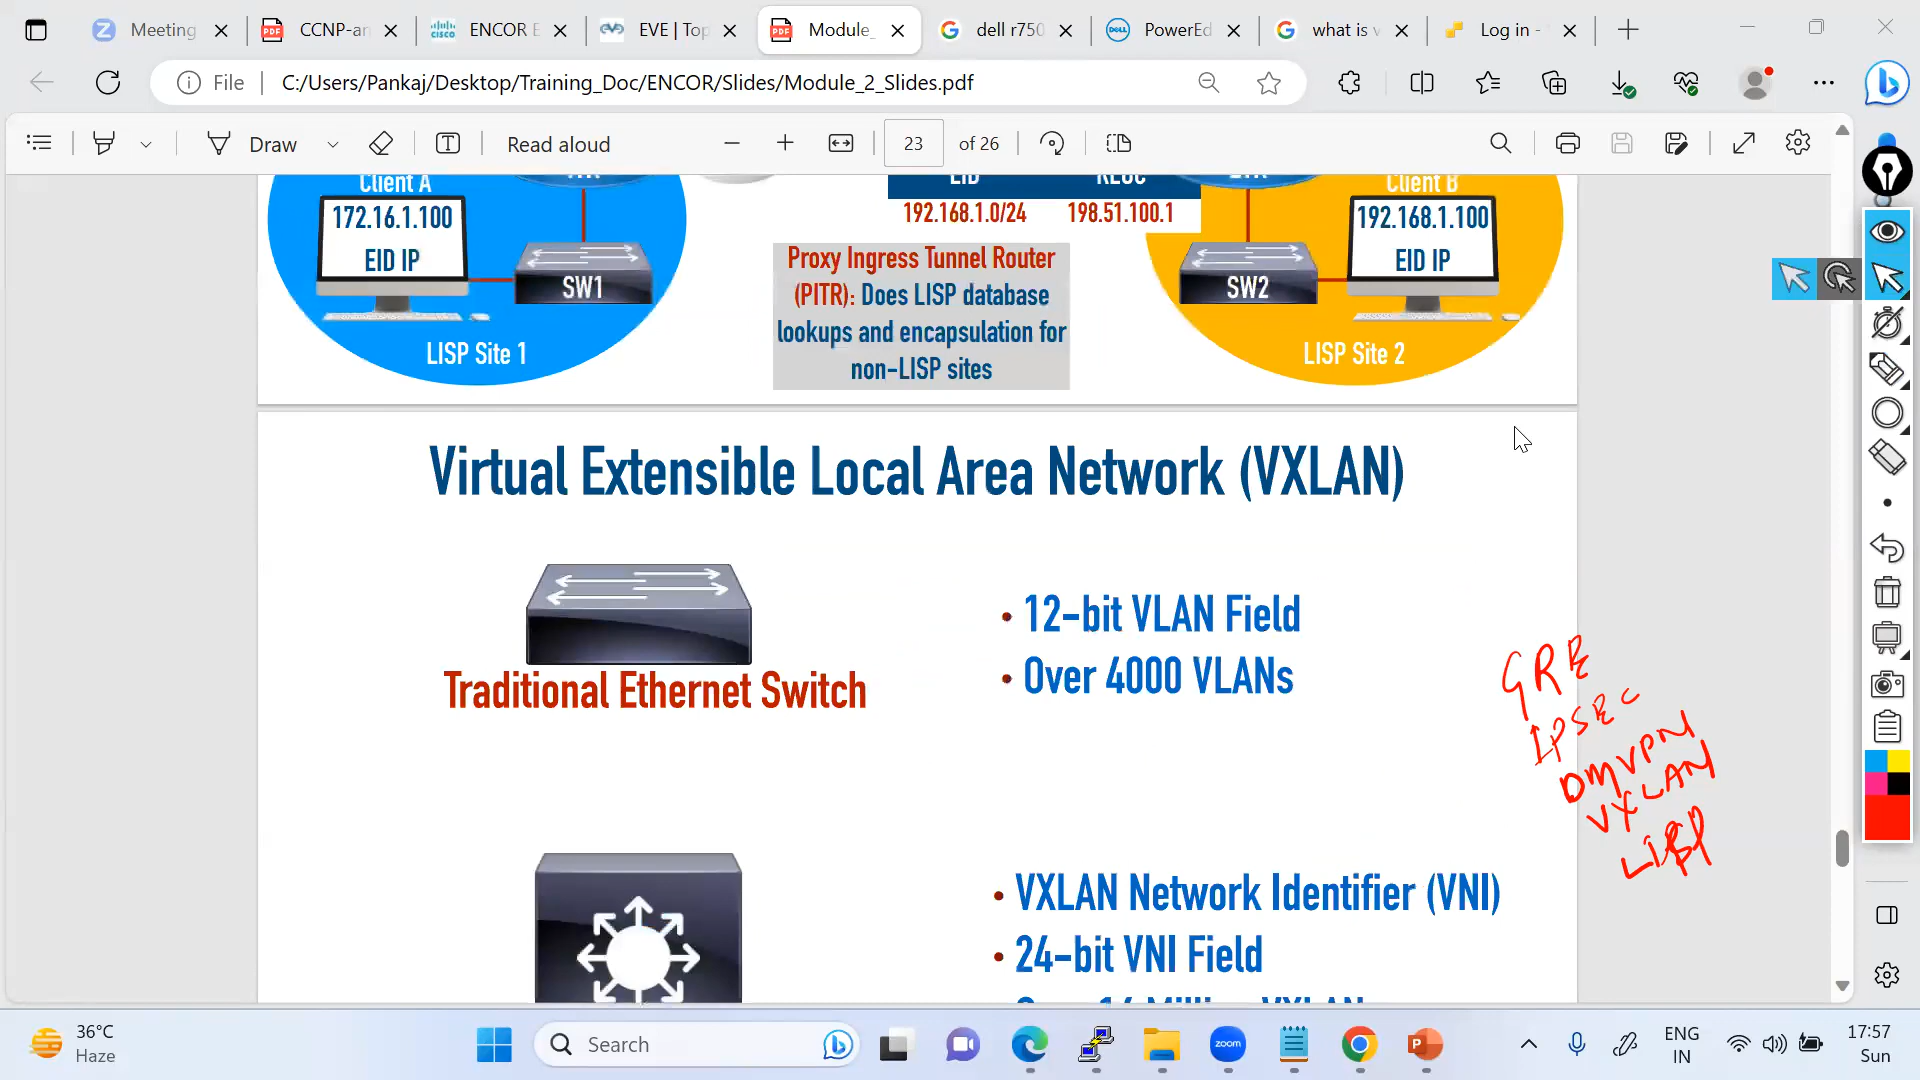 Meeting
CCNP-an
ENCOR E
EVE | Top
Module_
dell r750
PowerEd
what is v
Log in -
File
C:/Users/Pankaj/Desktop/Training_Doc/ENCOR/Slides/Module_2_Slides.pdf
Draw
Read aloud
23
of 26
Client A
172.16.1.100
EID IP
SW1
LISP Site 1
EID
RLOC
192.168.1.0/24
198.51.100.1
Proxy Ingress Tunnel Router
(PITR): Does LISP database
lookups and encapsulation for
non-LISP sites
Client B
192.168.1.100
EID IP
SW2
LISP Site 2
Virtual Extensible Local Area Network (VXLAN)
Traditional Ethernet Switch
• 12-bit VLAN Field
• Over 4000 VLANs
GRE
IPSEC
DMVPN
VXLAN
LISP
• VXLAN Network Identifier (VNI)
• 24-bit VNI Field
36°C
Haze
Search
zoom
ENG
IN
17:57
Sun